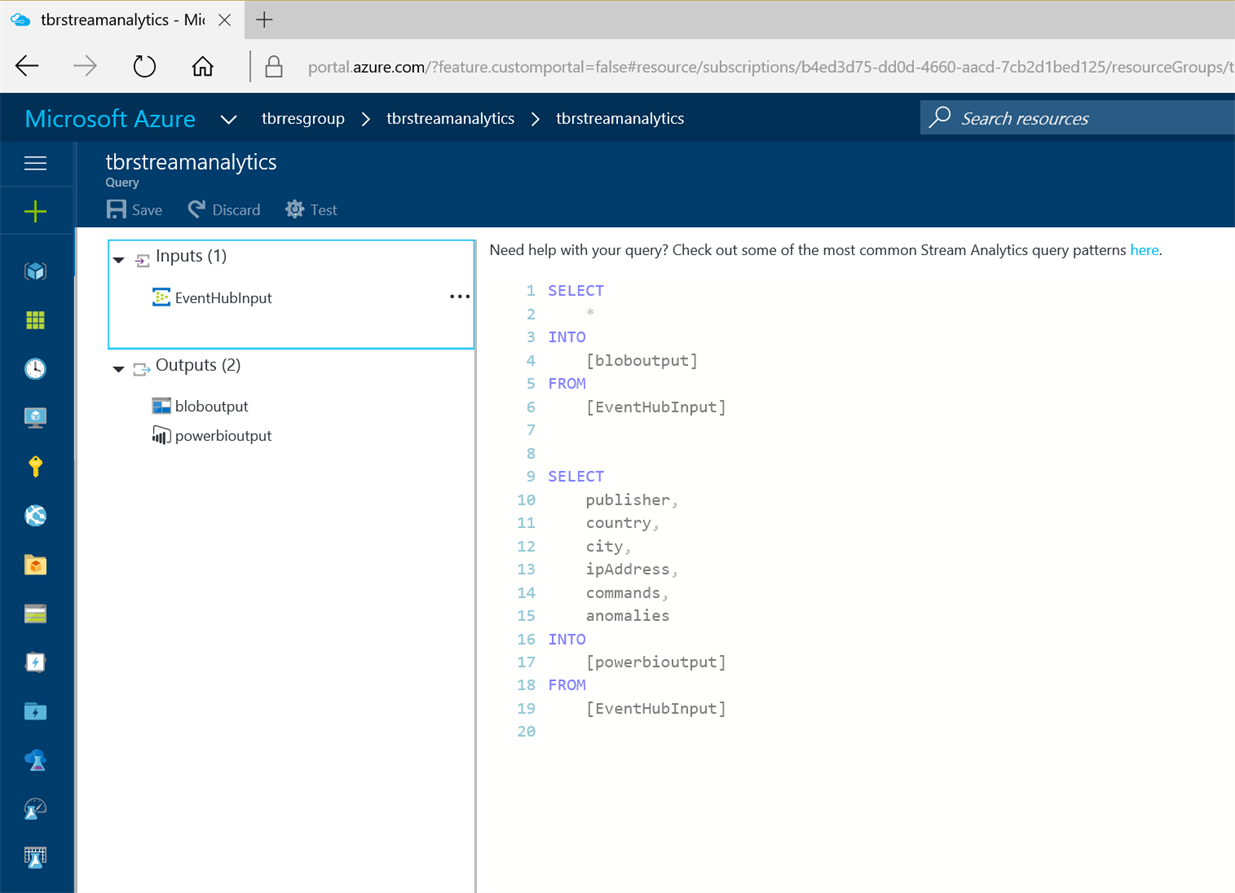 tbrstreamanalytics - Mic
portal.azure.com/?feature.customportal=false#resource/subscriptions/b4ed3d75-dd0d-4660-aacd-7cb2d1bed125/resourceGroups/t
Microsoft Azure tbrresgroup > tbrstreamanalytics > tbrstreamanalytics Search resources
tbrstreamanalytics
Query
Save Discard Test
Inputs (1)
EventHubInput ...
Outputs (2)
bloboutput
powerbioutput
Need help with your query? Check out some of the most common Stream Analytics query patterns here.
1 SELECT
2 *
3 INTO
4 [bloboutput]
5 FROM
6 [EventHubInput]
7
8
9 SELECT
10 publisher,
11 country,
12 city,
13 ipAddress,
14 commands,
15 anomalies
16 INTO
17 [powerbioutput]
18 FROM
19 [EventHubInput]
20